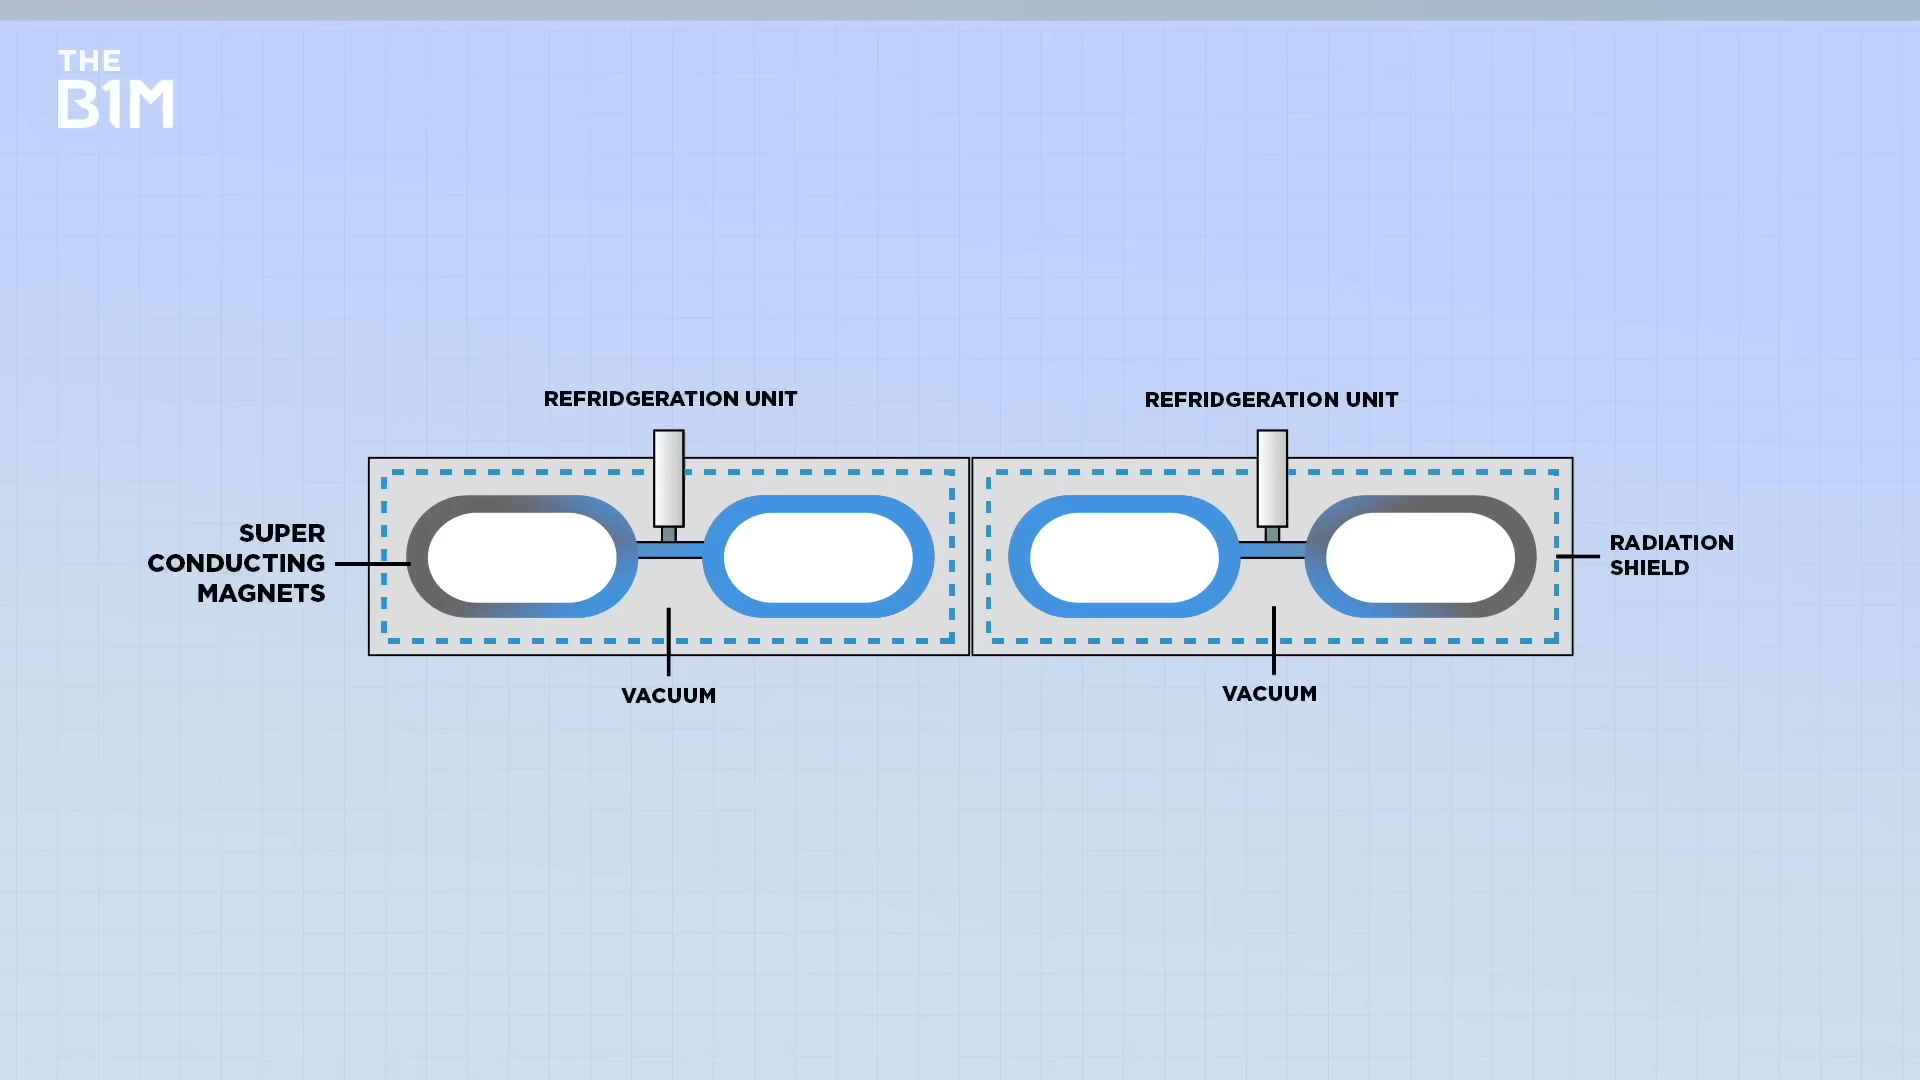 THE
B1M
REFRIDGERATION UNIT
REFRIDGERATION UNIT
SUPER
CONDUCTING
MAGNETS
RADIATION
SHIELD
VACUUM
VACUUM